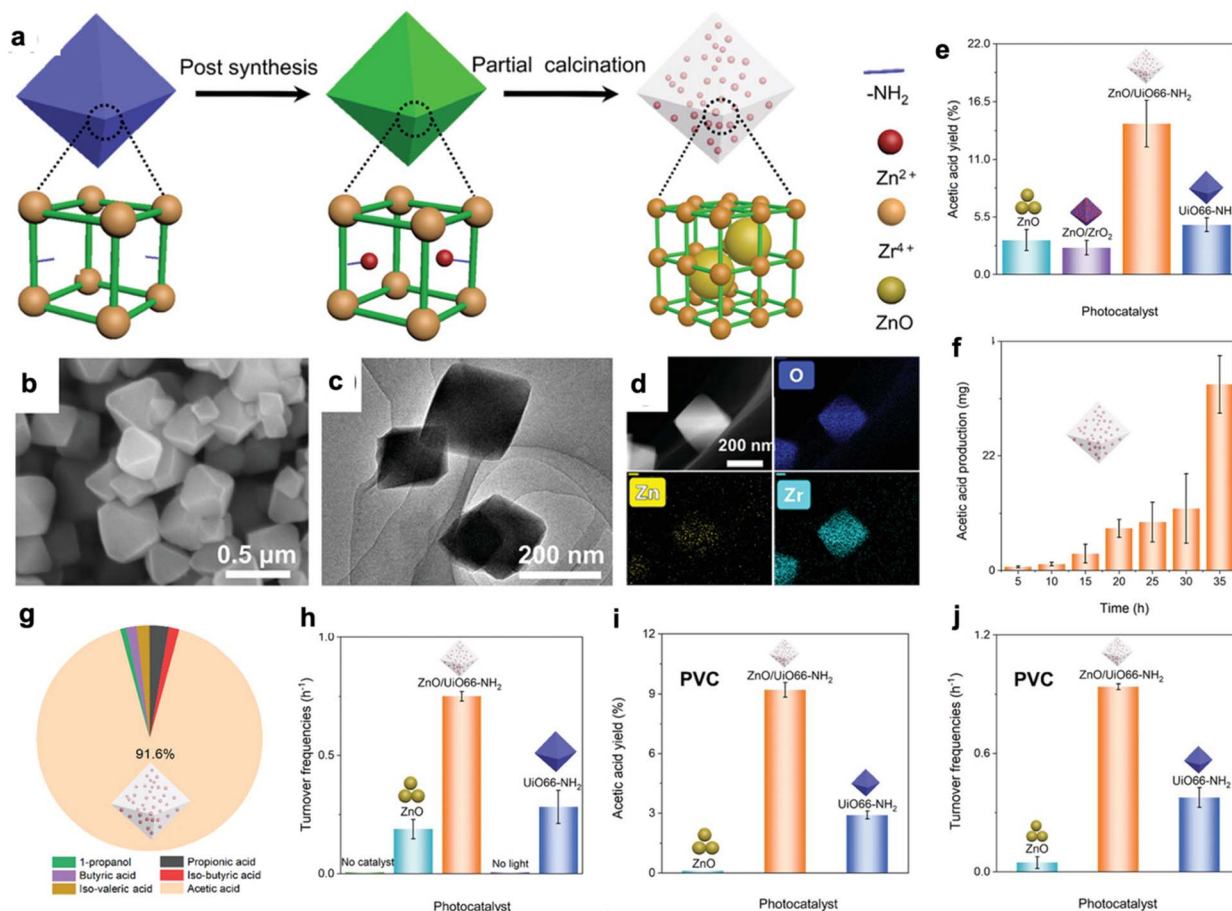 a
Post synthesis
Partial calcination
-NH2
Zn2+
Zr4+
ZnO
b
0.5 μm
c
200 nm
d
200 nm
O
Zn
Zr
e
Acetic acid yield (%)
22.0
16.5
11.0
5.5
0.0
ZnO
ZnO/ZrO2
ZnO/UiO66-NH2
UiO66-NH
Photocatalyst
f
Acetic acid production (mg)
22
0
5 10 15 20 25 30 35
Time (h)
g
91.6%
1-propanol
Propionic acid
Butyric acid
Iso-butyric acid
Iso-valeric acid
Acetic acid
h
Turnover frequencies (h-1)
1.0
0.5
0.0
No catalyst
ZnO
ZnO/UiO66-NH2
No light
UiO66-NH2
Photocatalyst
i
PVC
Acetic acid yield (%)
12
9
6
3
0
ZnO
ZnO/UiO66-NH2
UiO66-NH2
Photocatalyst
j
PVC
Turnover frequencies (h-1)
1.2
0.6
0.0
ZnO
ZnO/UiO66-NH2
UiO66-NH2
Photocatalyst